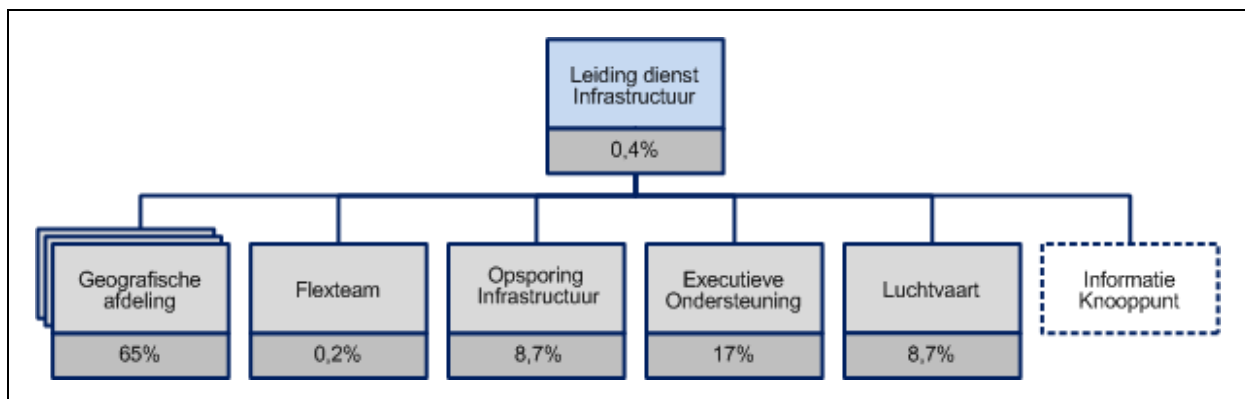 Leiding dienst
Infrastructuur
0,4%
Geografische
afdeling
65%
Flexteam
0,2%
Opsporing
Infrastructuur
8,7%
Executieve
Ondersteuning
17%
Luchtvaart
8,7%
Informatie
Knooppunt